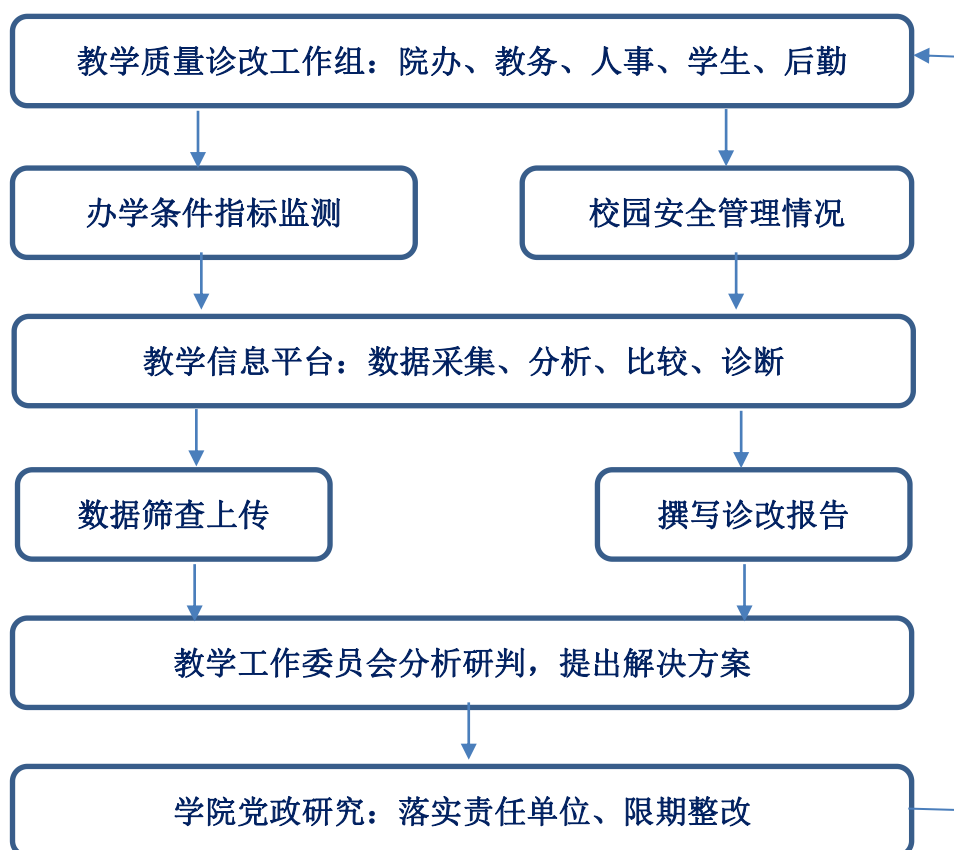 教学质量诊改工作组：院办、教务、人事、学生、后勤
办学条件指标监测
校园安全管理情况
教学信息平台：数据采集、分析、比较、诊断
数据筛查上传
撰写诊改报告
教学工作委员会分析研判，提出解决方案
学院党政研究：落实责任单位、限期整改